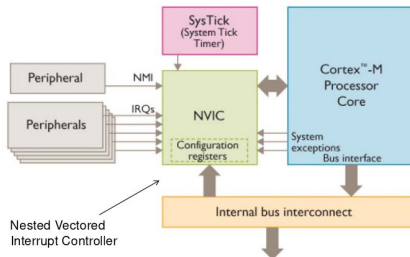 SysTick
(System Tick
Timer)
Cortex™-M
Processor
Core
Peripheral
NMI
IRQs
NVIC
Peripherals
Configuration
registers
System
exceptions
Bus interface
Nested Vectored
Interrupt Controller
Internal bus interconnect